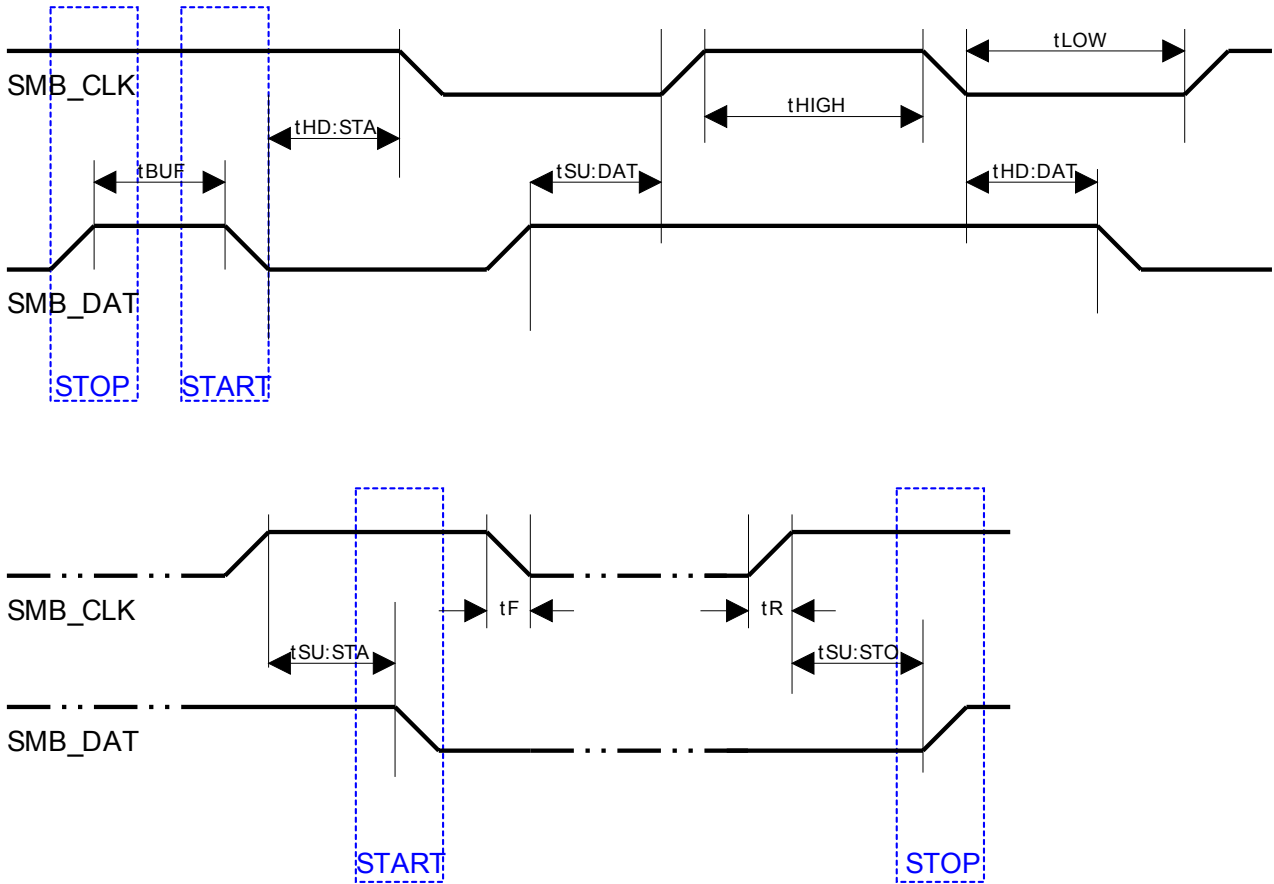 tLOW
SMB_CLK
tHIGH
tHD:STA
tBUF
tSU:DAT
tHD:DAT
SMB_DAT
STOP
START
SMB_CLK
tF
tR
tSU:STA
tSU:STO
SMB_DAT
START
STOP